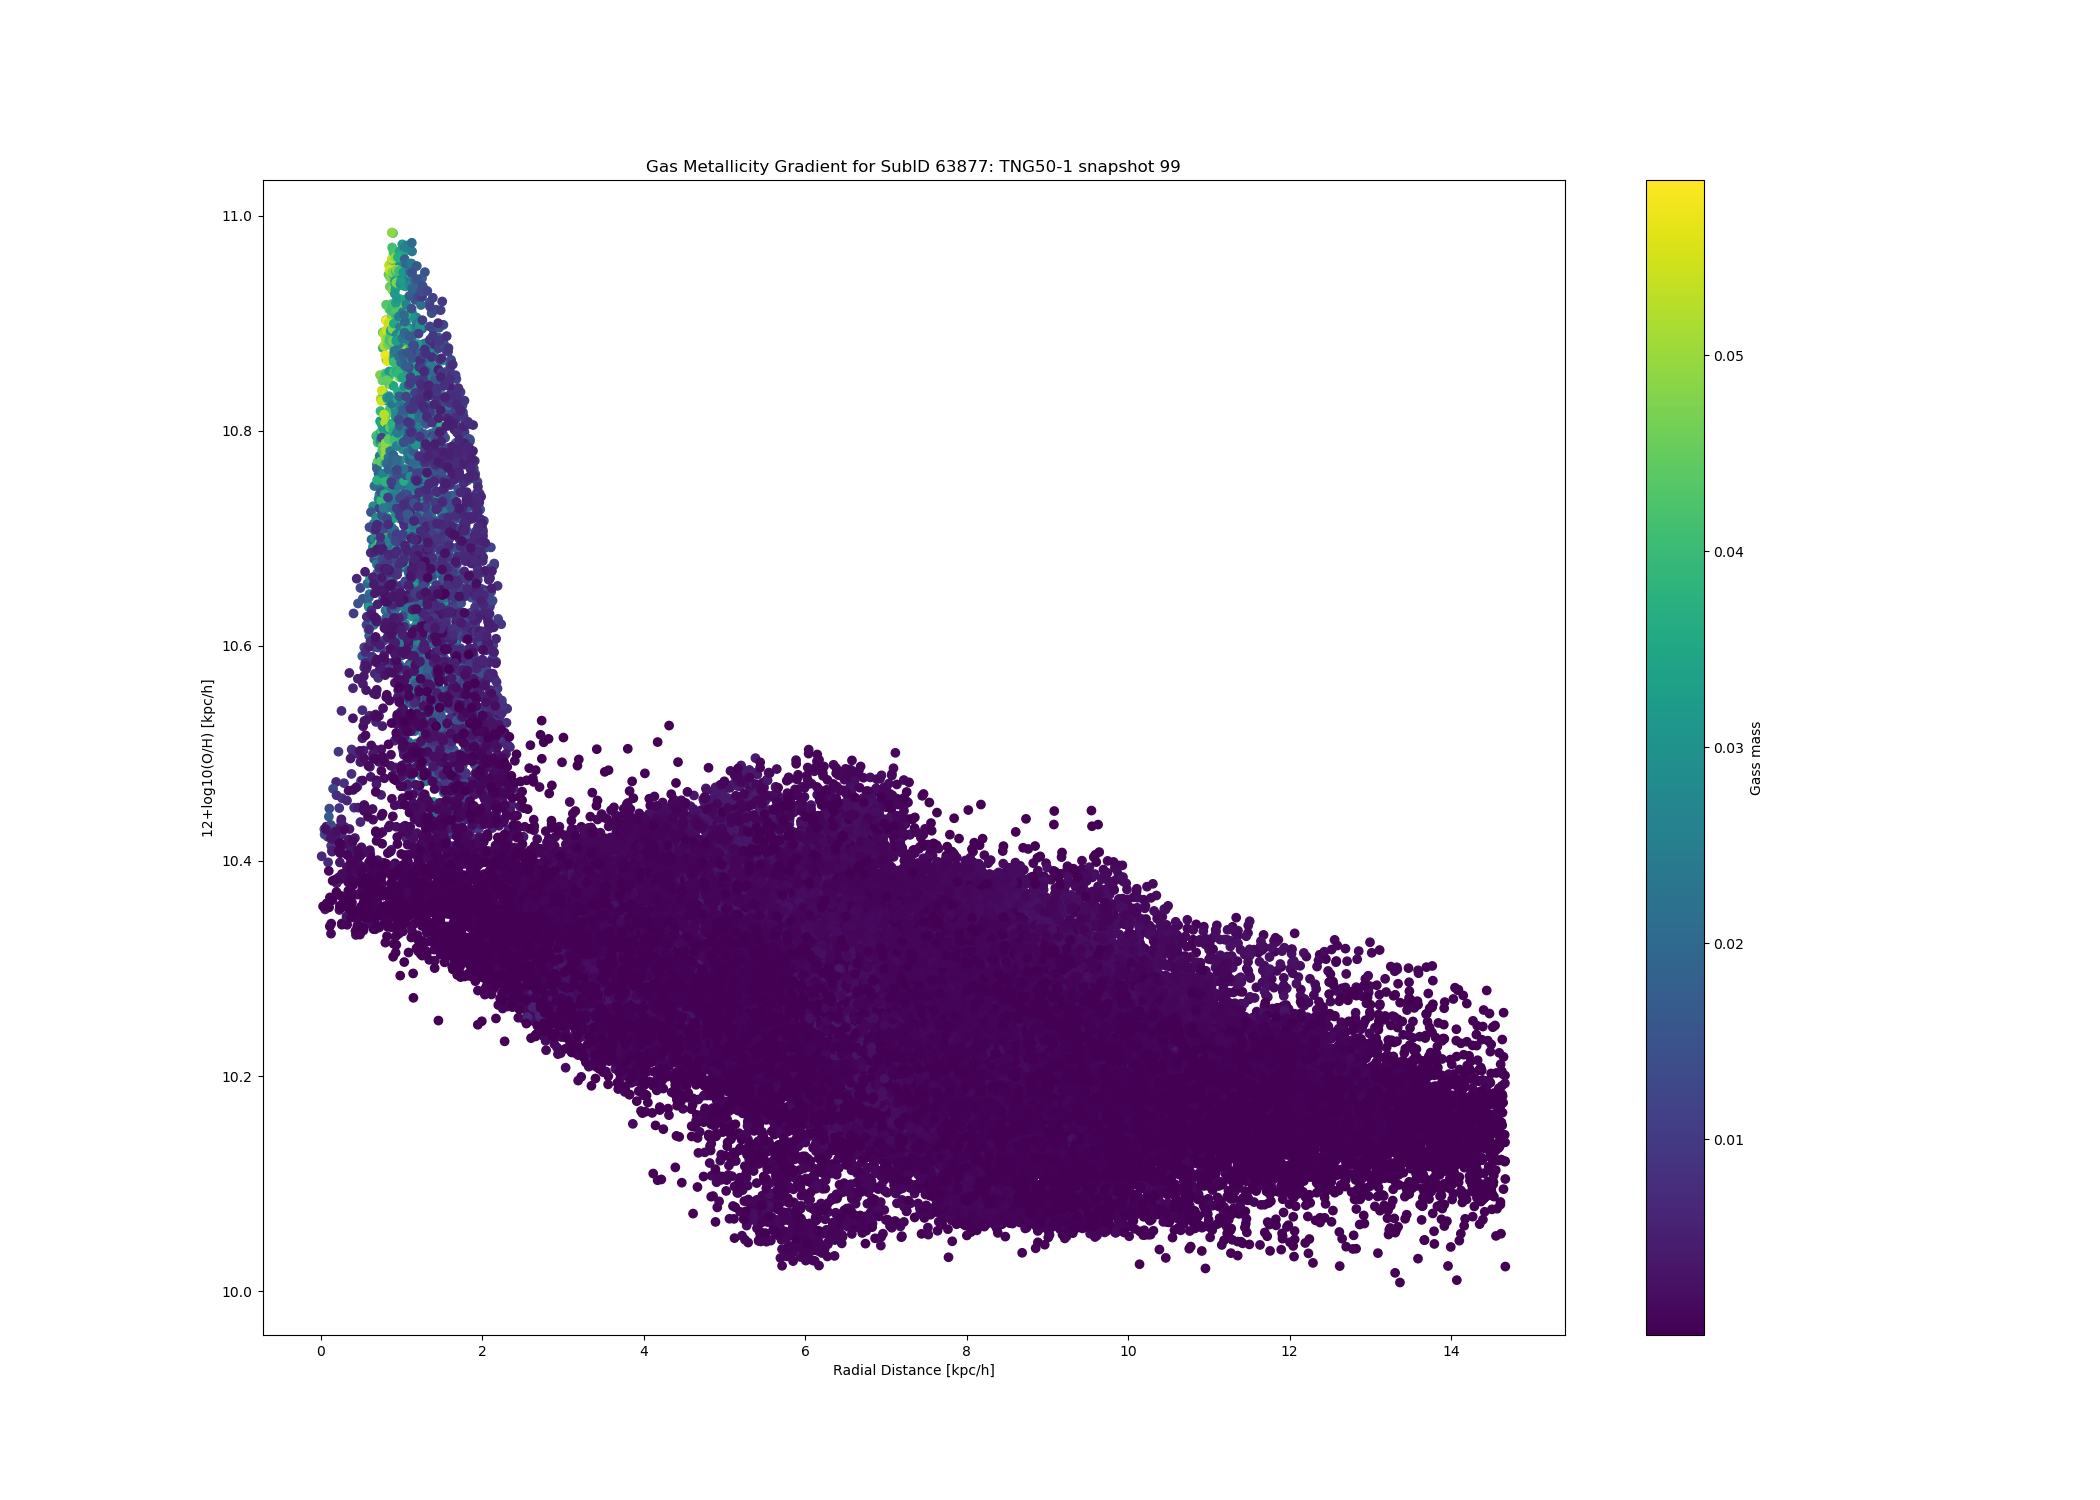 Gas Metallicity Gradient for SubID 63877: TNG50-1 snapshot 99
11.0
10.8
10.6
10.4
10.2
10.0
12+log10(O/H) [kpc/h]
0 2 4 6 8 10 12 14
Radial Distance [kpc/h]
0.05
0.04
0.03
0.02
0.01
Gass mass